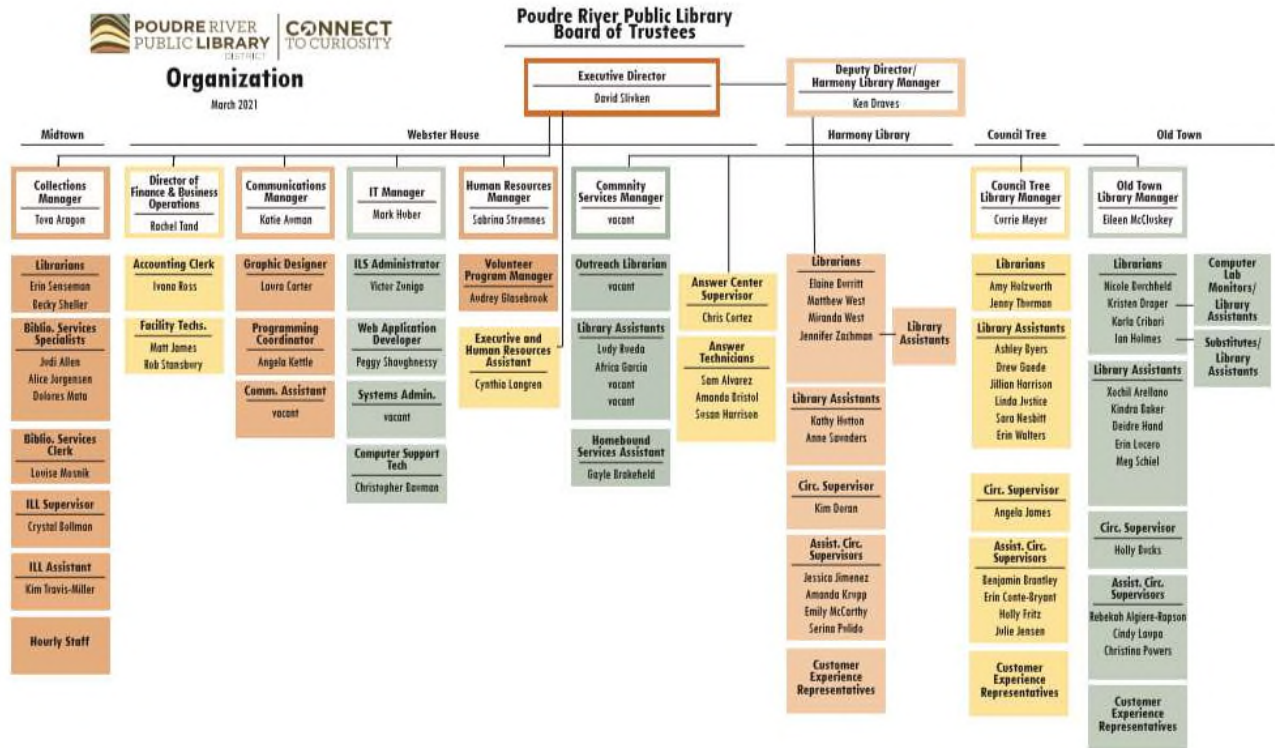 POUDRE RIVER
PUBLIC LIBRARY
DISTRICT
CONNECT
TO CURIOSITY
Organization
March 2021
Poudre River Public Library
Board of Trustees
Executive Director
David Slivken
Deputy Director/
Harmony Library Manager
Ken Draves
Midtown
Webster House
Harmony Library
Council Tree
Old Town
Collections
Manager
Tova Aragon
Librarians
Erin Senseman
Becky Sheller
Biblio. Services
Specialists
Judi Allen
Alice Jorgensen
Dolores Mata
Biblio. Services
Clerk
Louise Mosnik
ILL Supervisor
Crystal Bollman
ILL Assistant
Kim Travis-Miller
Hourly Staff
Director of
Finance & Business
Operations
Rachel Tand
Accounting Clerk
Ivana Ross
Facility Techs.
Matt James
Rob Stansbury
Communications
Manager
Katie Auman
Graphic Designer
Laura Carter
Programming
Coordinator
Angela Kettle
Comm. Assistant
vacant
IT Manager
Mark Huber
ILS Administrator
Victor Zuniga
Web Application
Developer
Peggy Shaughnessy
Systems Admin.
vacant
Computer Support
Tech
Christopher Bauman
Human Resources
Manager
Sabrina Strømnes
Volunteer
Program Manager
Audrey Glasebrook
Executive and
Human Resources
Assistant
Cynthia Langren
Commnity
Services Manager
vacant
Outreach Librarian
vacant
Library Assistants
Ludy Rueda
Africa Garcia
vacant
vacant
Homebound
Services Assistant
Gayle Brakefield
Answer Center
Supervisor
Chris Cortez
Answer
Technicians
Sam Alvarez
Amanda Bristol
Susan Harrison
Librarians
Elaine Burritt
Matthew West
Miranda West
Jennifer Zachman
Library
Assistants
Library Assistants
Kathy Hutton
Anne Saunders
Circ. Supervisor
Kim Doran
Assist. Circ.
Supervisors
Jessica Jimenez
Amanda Krupp
Emily McCarthy
Serina Pulido
Customer
Experience
Representatives
Council Tree
Library Manager
Currie Meyer
Librarians
Amy Holzworth
Jenny Thurman
Library Assistants
Ashley Byers
Drew Gaede
Jillian Harrison
Linda Justice
Sara Nesbitt
Erin Walters
Circ. Supervisor
Angela James
Assist. Circ.
Supervisors
Benjamin Brantley
Erin Conte-Bryant
Holly Fritz
Julie Jensen
Customer
Experience
Representatives
Old Town
Library Manager
Eileen McCluskey
Librarians
Nicole Burchfield
Kristen Draper
Karla Cribari
Ian Holmes
Computer
Lab
Monitors/
Library
Assistants
Substitutes/
Library
Assistants
Library Assistants
Xochil Arellano
Kindra Baker
Deidre Hand
Erin Lucero
Meg Schiel
Circ. Supervisor
Holly Bucks
Assist. Circ.
Supervisors
Rebekah Algiere-Rapson
Cindy Laupa
Christina Powers
Customer
Experience
Representatives